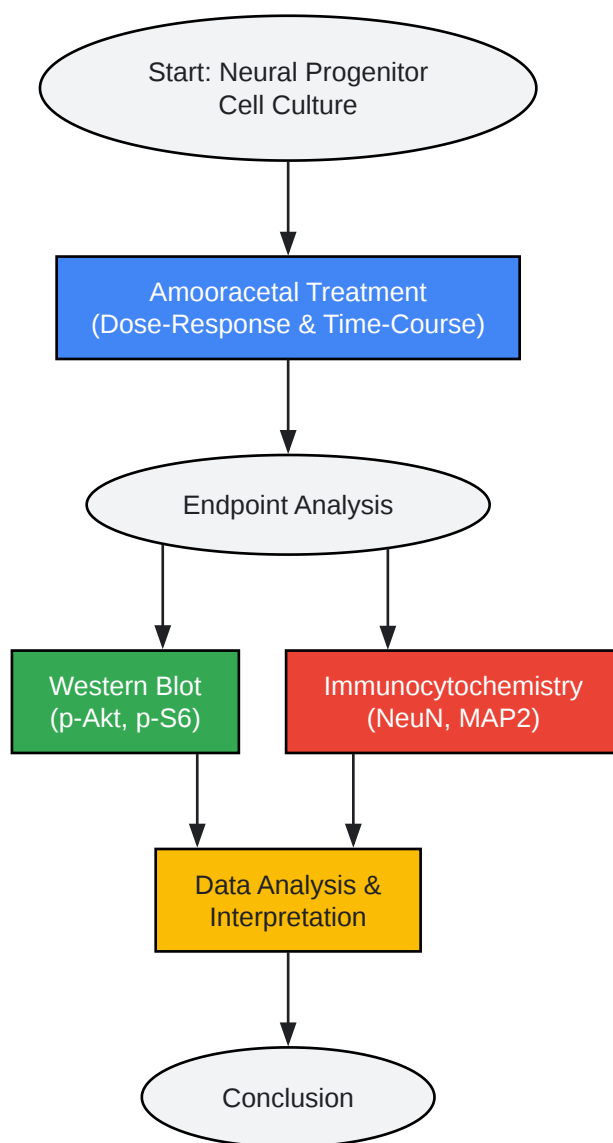 Start: Neural Progenitor
Cell Culture
Amooracetal Treatment
(Dose-Response & Time-Course)
Endpoint Analysis
Western Blot
(p-Akt, p-S6)
Immunocytochemistry
(NeuN, MAP2)
Data Analysis &
Interpretation
Conclusion